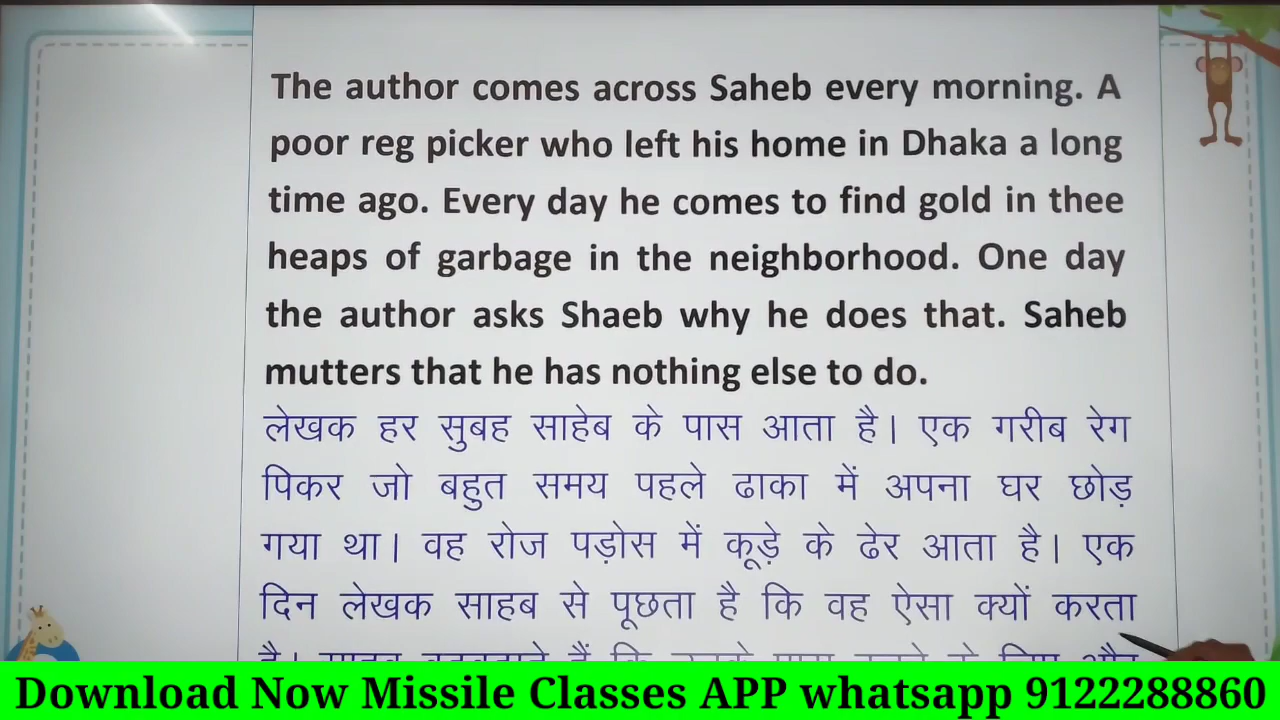 The author comes across Saheb every morning. A
poor reg picker who left his home in Dhaka a long
time ago. Every day he comes to find gold in thee
heaps of garbage in the neighborhood. One day
the author asks Shaeb why he does that. Saheb
mutters that he has nothing else to do.
लेखक हर सुबह साहेब के पास आता है। एक गरीब रेग
पिकर जो बहुत समय पहले ढाका में अपना घर छोड़
गया था। वह रोज पड़ोस में कूड़े के ढेर आता है। एक
दिन लेखक साहब से पूछता है कि वह ऐसा क्यों करता
Download Now Missile Classes APP whatsapp 9122288860